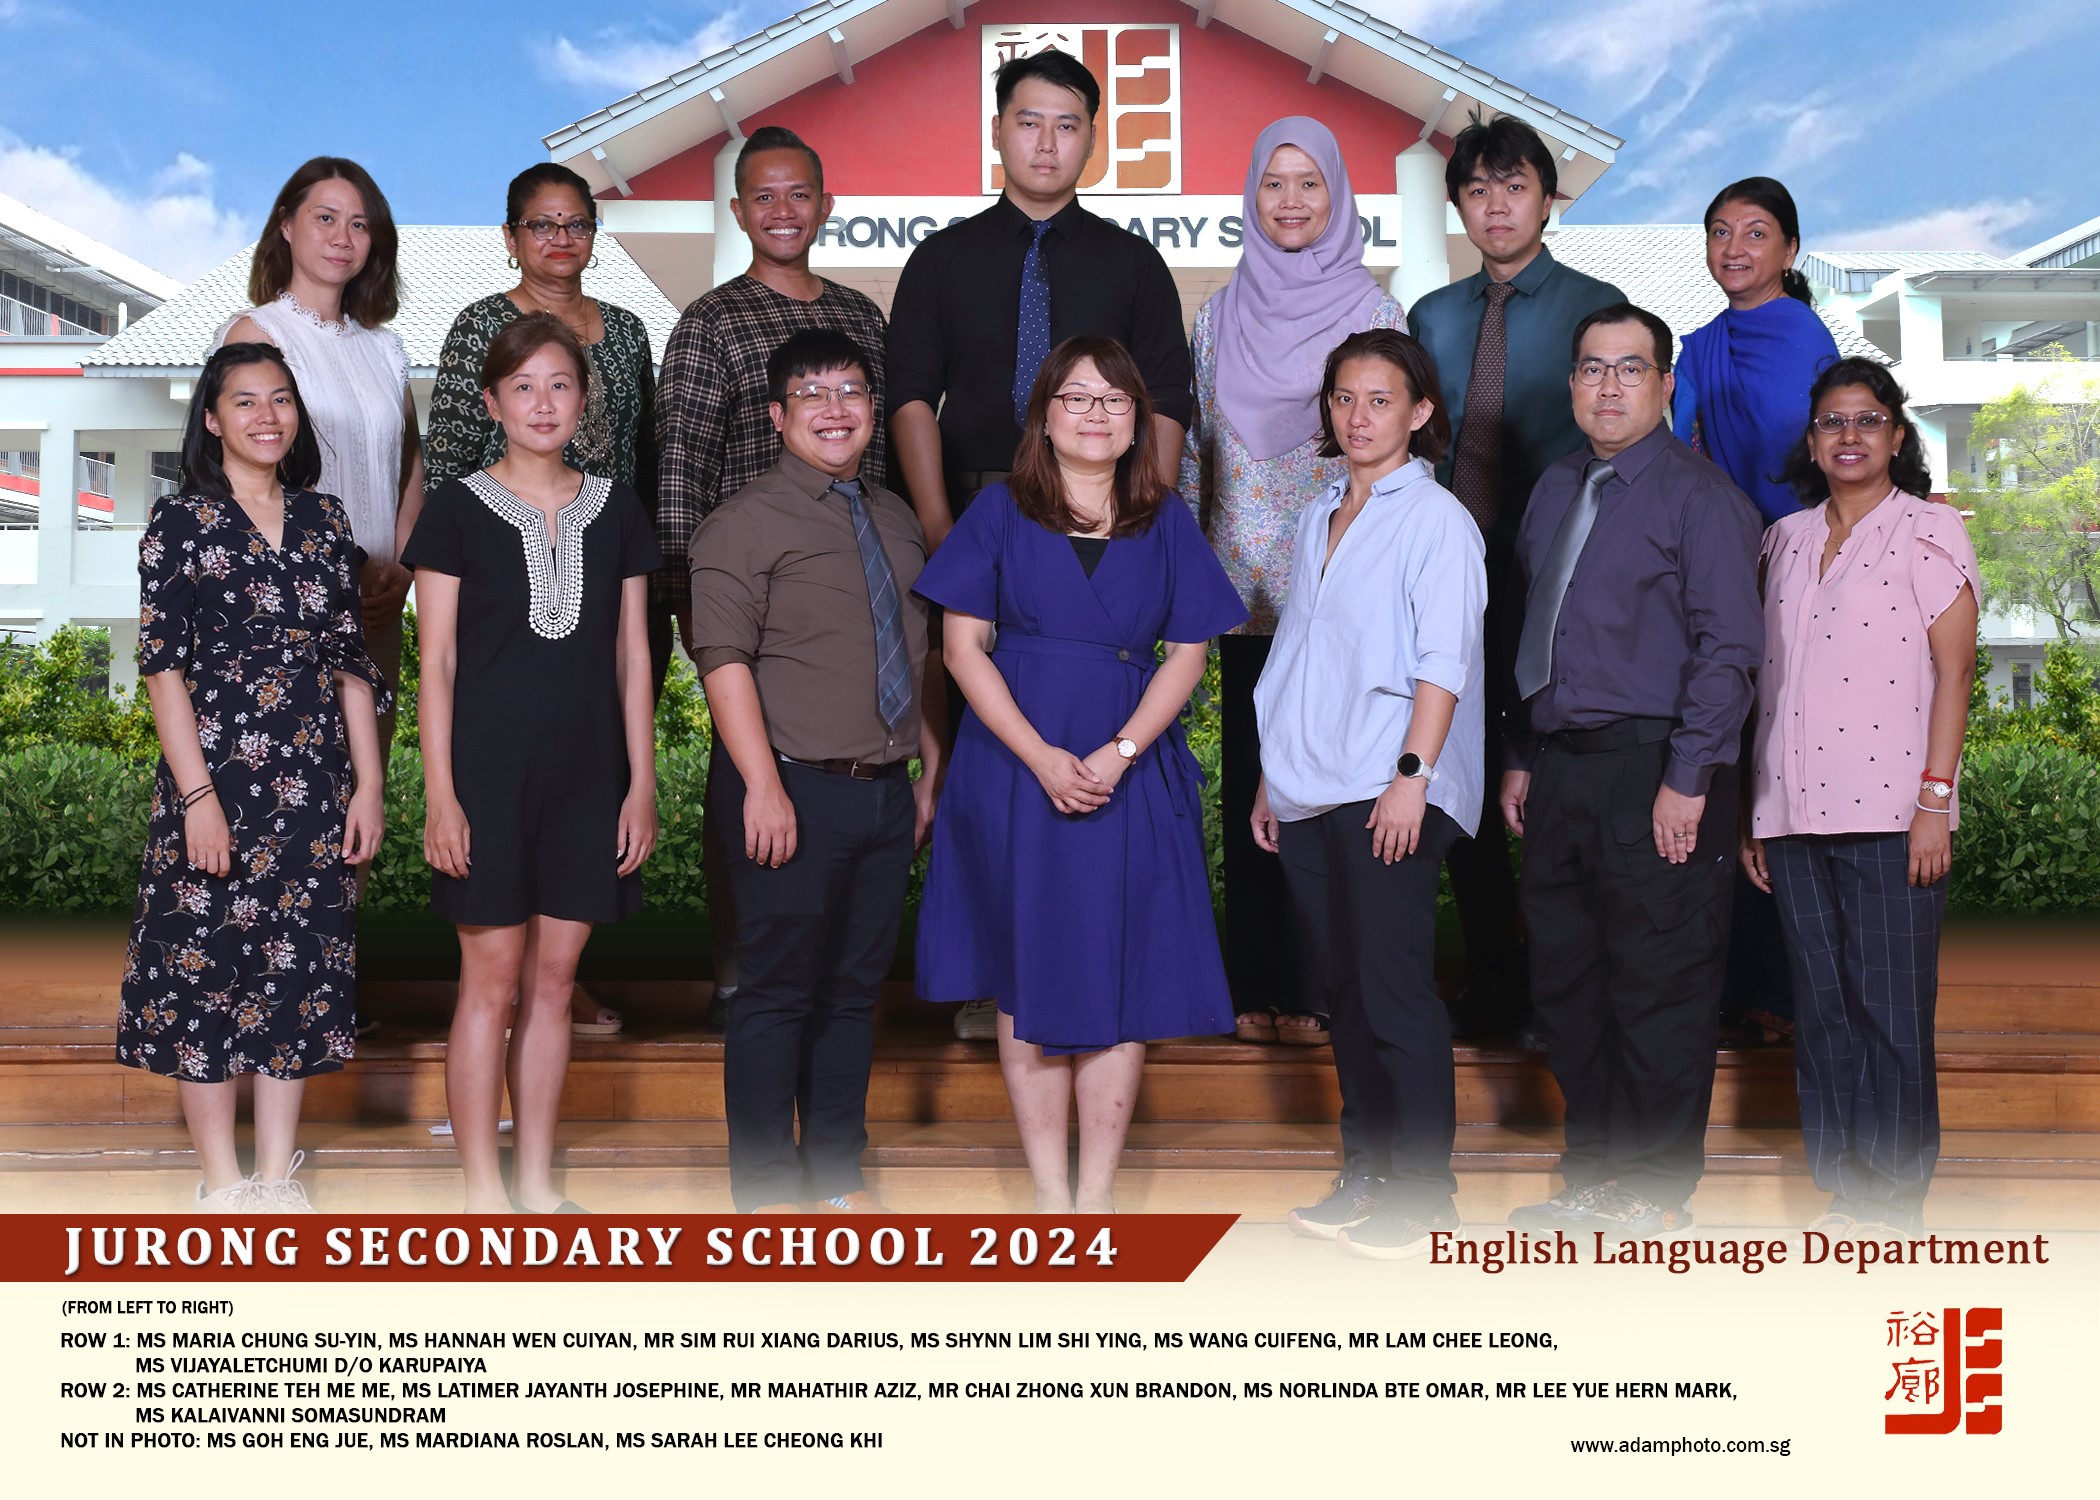 裕
JSS
RONG S DARY S OL
JURONG SECONDARY SCHOOL 2024
English Language Department
(FROM LEFT TO RIGHT)
ROW 1: MS MARIA CHUNG SU-YIN, MS HANNAH WEN CUIYAN, MR SIM RUI XIANG DARIUS, MS SHYNN LIM SHI YING, MS WANG CUIFENG, MR LAM CHEE LEONG,
MS VIJAYALETCHUMI D/O KARUPAIYA
ROW 2: MS CATHERINE TEH ME ME, MS LATIMER JAYANTH JOSEPHINE, MR MAHATHIR AZIZ, MR CHAI ZHONG XUN BRANDON, MS NORLINDA BTE OMAR, MR LEE YUE HERN MARK,
MS KALAIVANNI SOMASUNDRAM
NOT IN PHOTO: MS GOH ENG JUE, MS MARDIANA ROSLAN, MS SARAH LEE CHEONG KHI
www.adamphoto.com.sg
裕廊
JSS